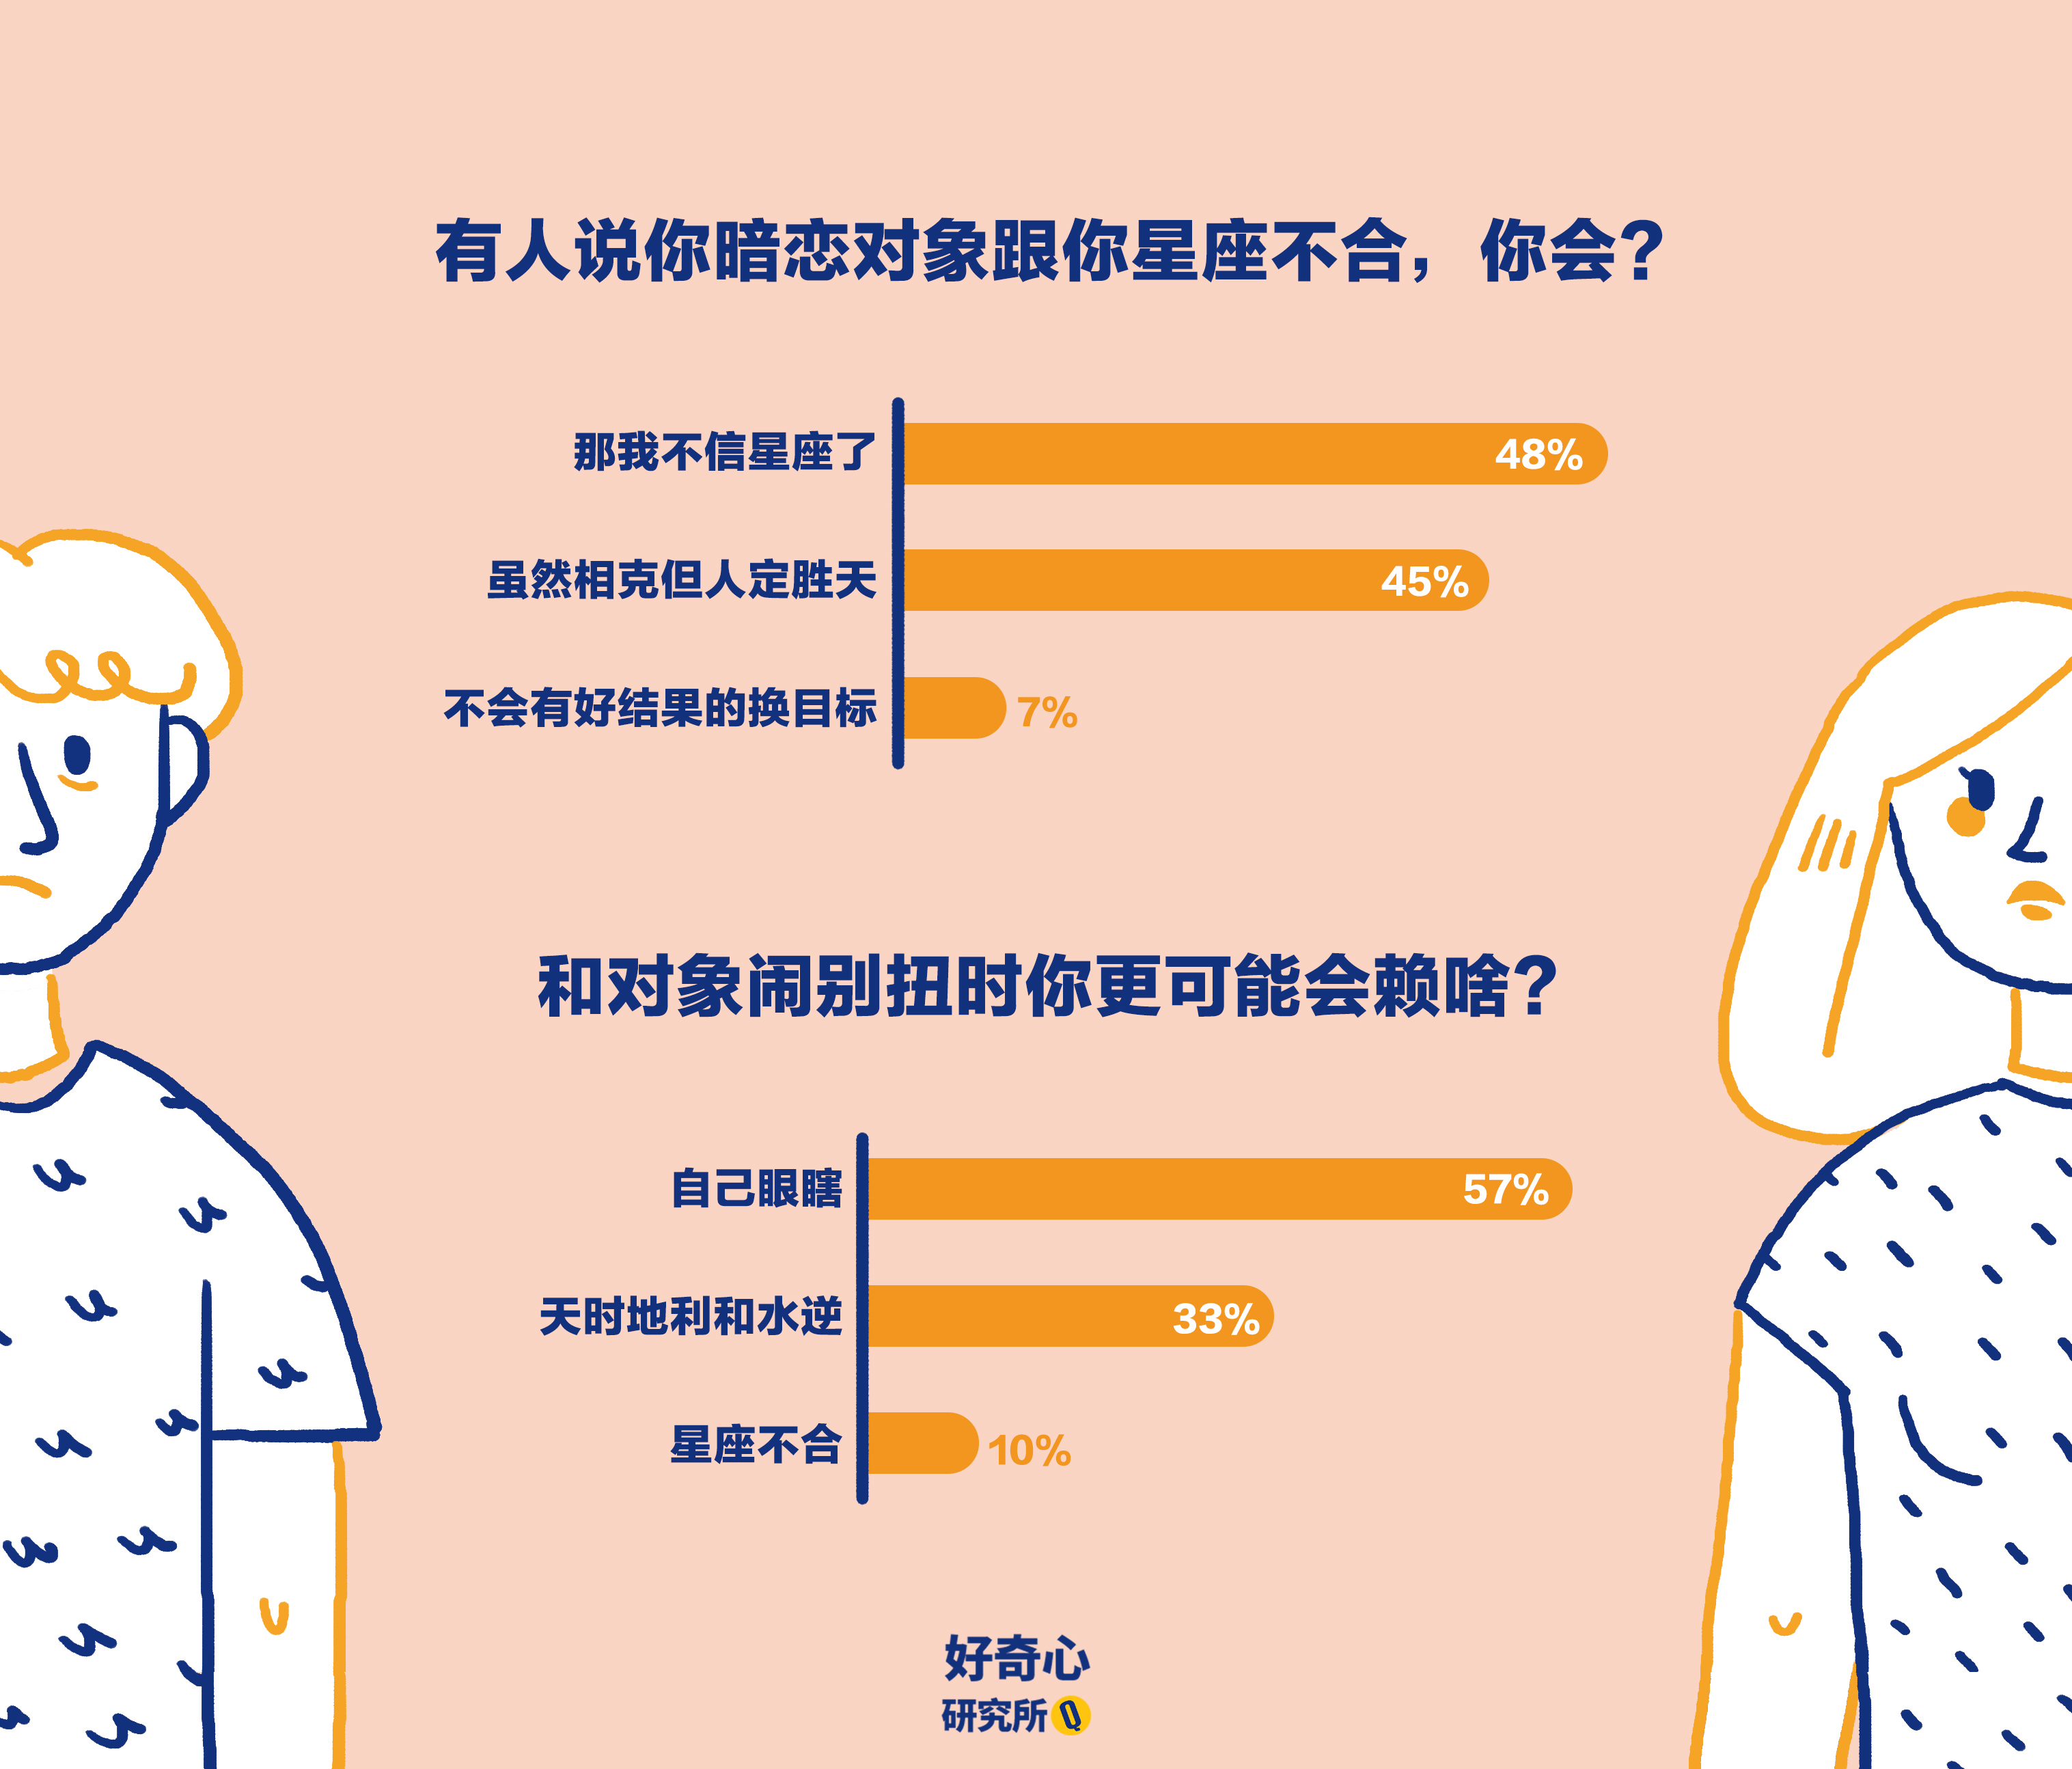 有人说你暗恋对象跟你星座不合，你会？
那我不信星座了 48%
虽然相克但人定胜天 45%
不会有好结果的换目标 7%
和对象闹别扭时你更可能会赖啥？
自己眼瞎 57%
天时地利和水逆 33%
星座不合 10%
好奇心
研究所 Q